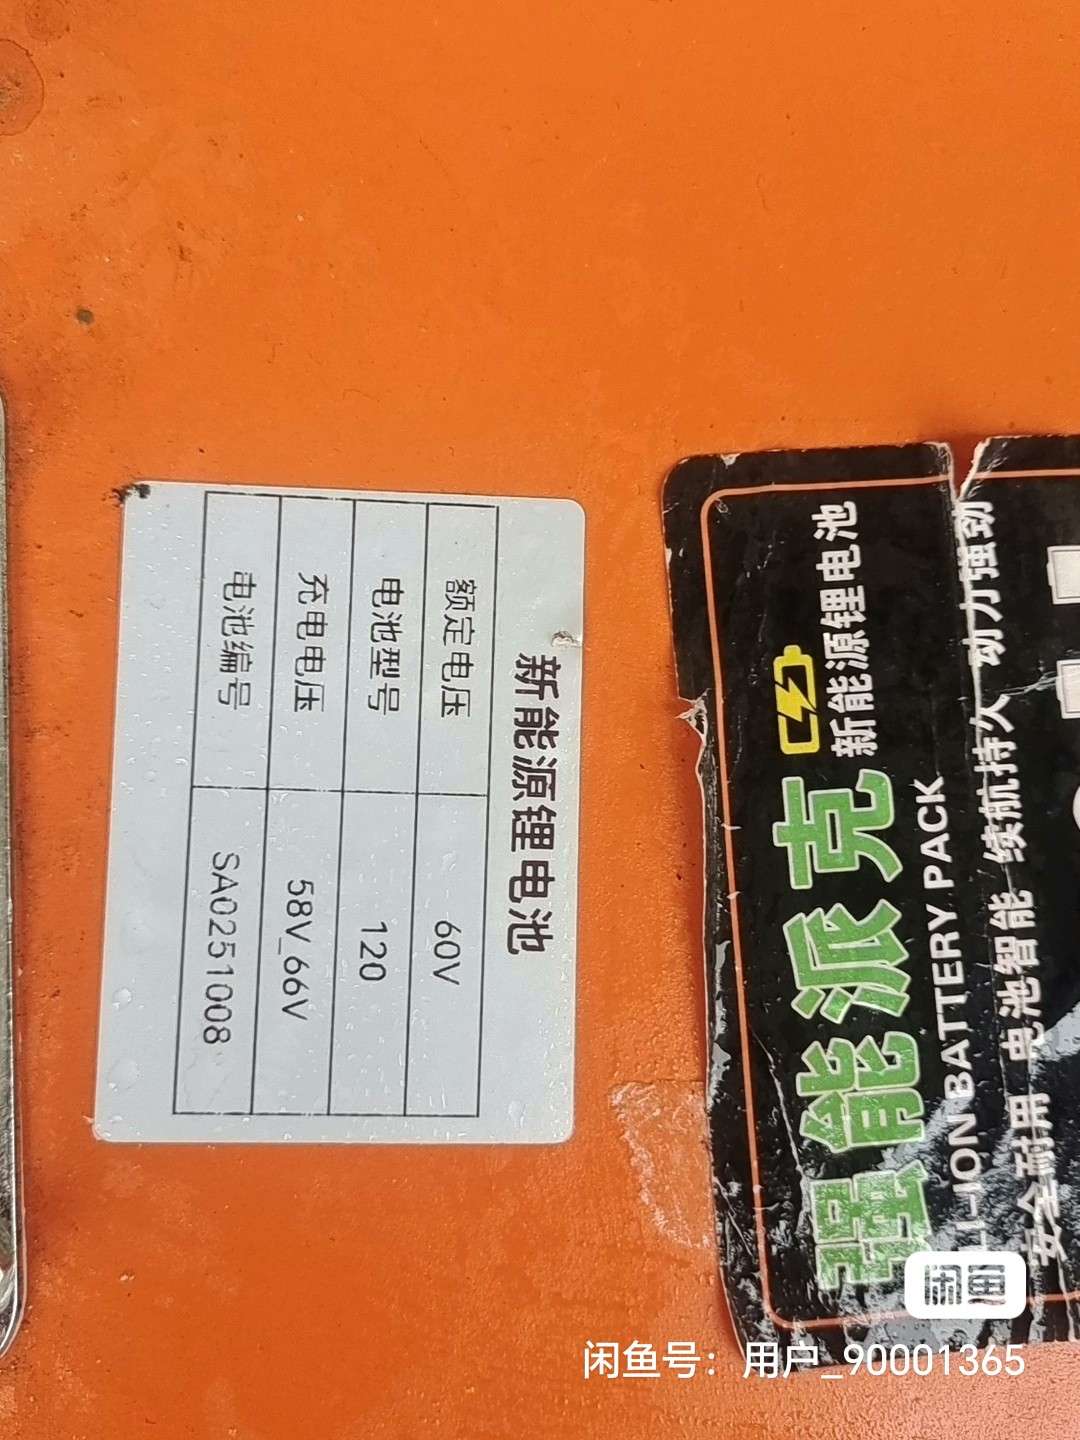 新能源锂电池
额定电压 60V
电池型号 120
充电电压 58V_66V
电池编号 SA0251008
强能派克 新能源锂电池
LI-ION BATTERY PACK
安全耐用 电池智能 续航持久 动力强劲
闲鱼
闲鱼号：用户_90001365